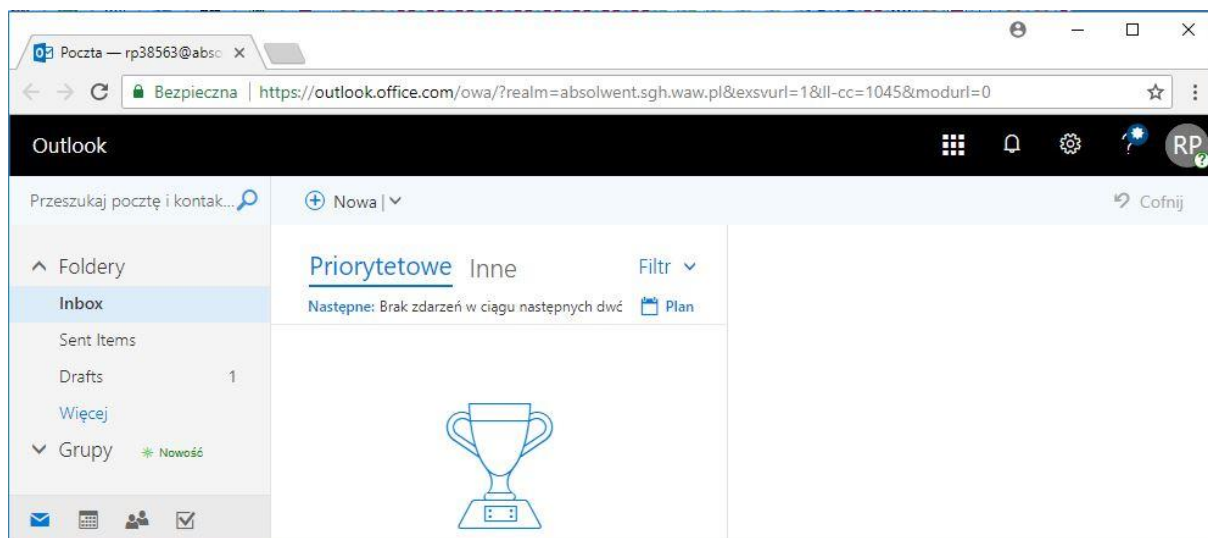 Poczta — rp38563@abso
Bezpieczna | https://outlook.office.com/owa/?realm=absolwent.sgh.waw.pl&exsvurl=1&ll-cc=1045&modurl=0
Outlook
RP
Przeszukaj pocztę i kontak...
Nowa |
Cofnij
Foldery
Inbox
Sent Items
Drafts 1
Więcej
Grupy Nowość
Priorytetowe Inne Filtr
Następne: Brak zdarzeń w ciągu następnych dwó Plan